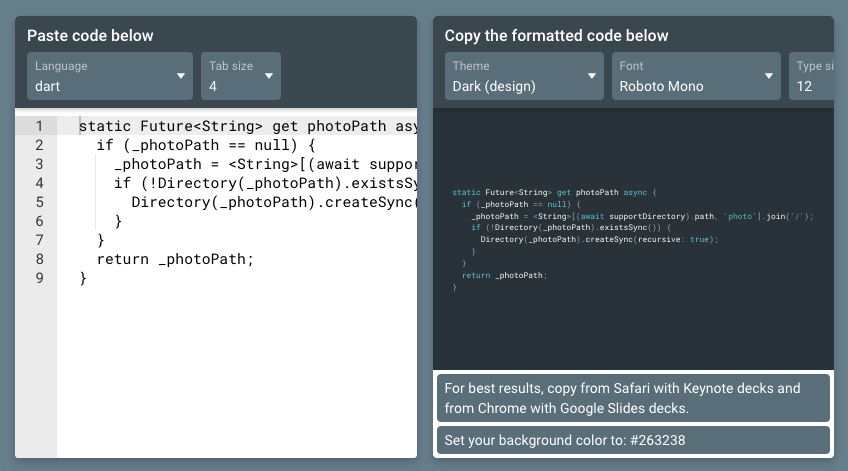 Paste code below
Language
dart
Tab size
4
1 static Future<String> get photoPath asy
2 if (_photoPath == null) {
3 _photoPath = <String>[(await suppor
4 if (!Directory(_photoPath).existsSy
5 Directory(_photoPath).createSync(
6 }
7 }
8 return _photoPath;
9 }
Copy the formatted code below
Theme
Dark (design)
Font
Roboto Mono
Type si
12
static Future<String> get photoPath async {
if (_photoPath == null) {
_photoPath = <String>[(await supportDirectory).path, 'photo'].join('/');
if (!Directory(_photoPath).existsSync()) {
Directory(_photoPath).createSync(recursive: true);
}
}
return _photoPath;
}
For best results, copy from Safari with Keynote decks and
from Chrome with Google Slides decks.
Set your background color to: #263238